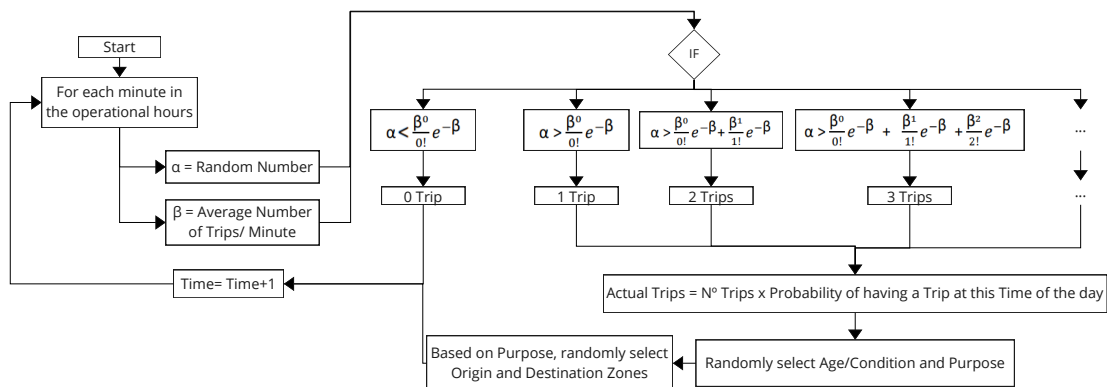 Start
IF
For each minute in
the operational hours
α < β⁰/0! e^−β
α > β⁰/0! e^−β
α > β⁰/0! e^−β + β¹/1! e^−β
α > β⁰/0! e^−β + β¹/1! e^−β + β²/2! e^−β
...
α = Random Number
0 Trip
1 Trip
2 Trips
3 Trips
...
β = Average Number
of Trips/ Minute
Time= Time+1
Actual Trips = Nº Trips x Probability of having a Trip at this Time of the day
Based on Purpose, randomly select
Origin and Destination Zones
Randomly select Age/Condition and Purpose